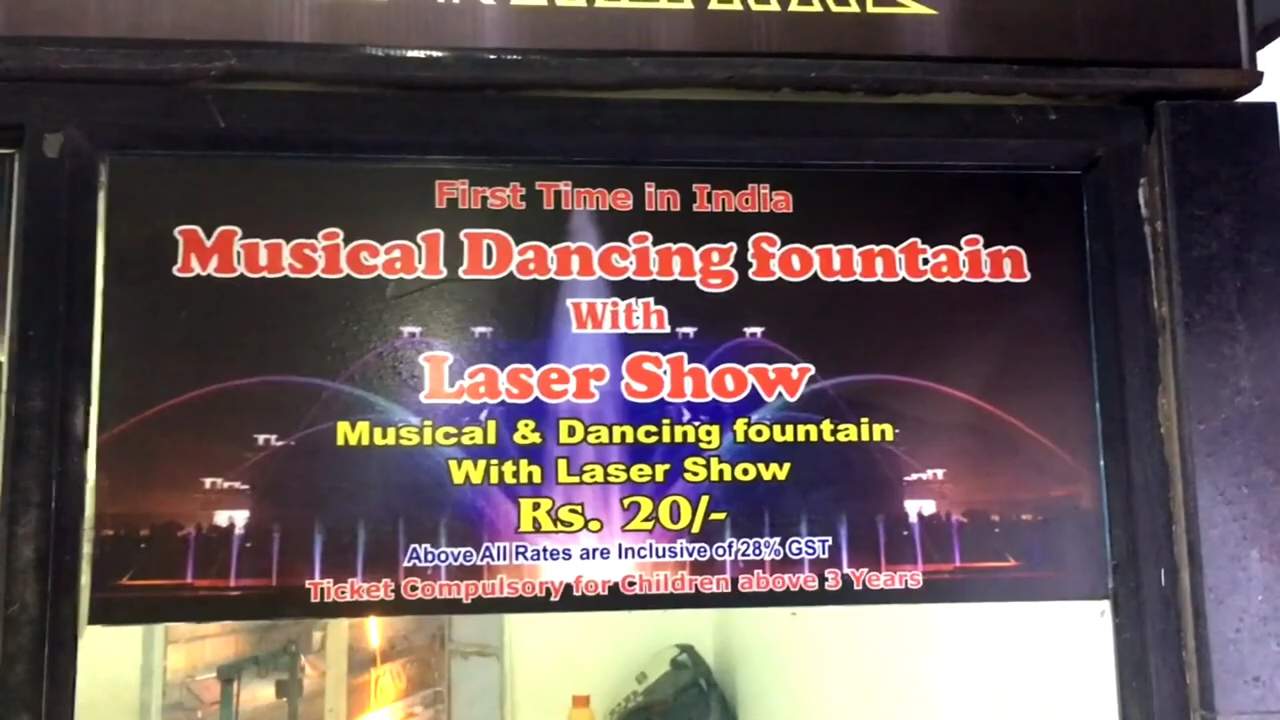 First Time in India
Musical Dancing fountain
With
Laser Show
Musical & Dancing fountain
With Laser Show
Rs. 20/-
Above All Rates are Inclusive of 28% GST
Ticket Compulsory for Children above 3 Years